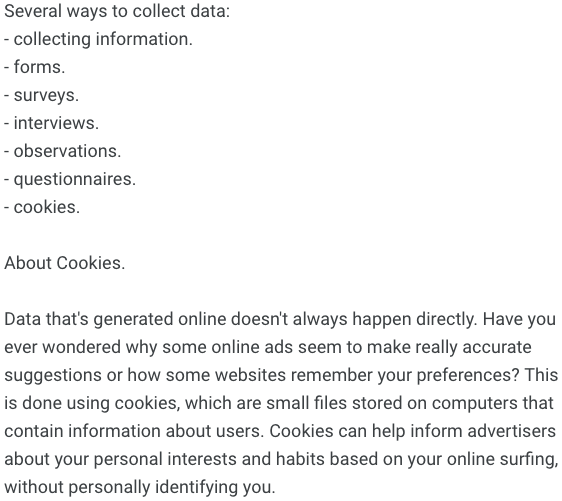 Several ways to collect data:
- collecting information.
- forms.
- surveys.
- interviews.
- observations.
- questionnaires.
- cookies.
About Cookies.
Data that's generated online doesn't always happen directly. Have you
ever wondered why some online ads seem to make really accurate
suggestions or how some websites remember your preferences? This
is done using cookies, which are small files stored on computers that
contain information about users. Cookies can help inform advertisers
about your personal interests and habits based on your online surfing,
without personally identifying you.